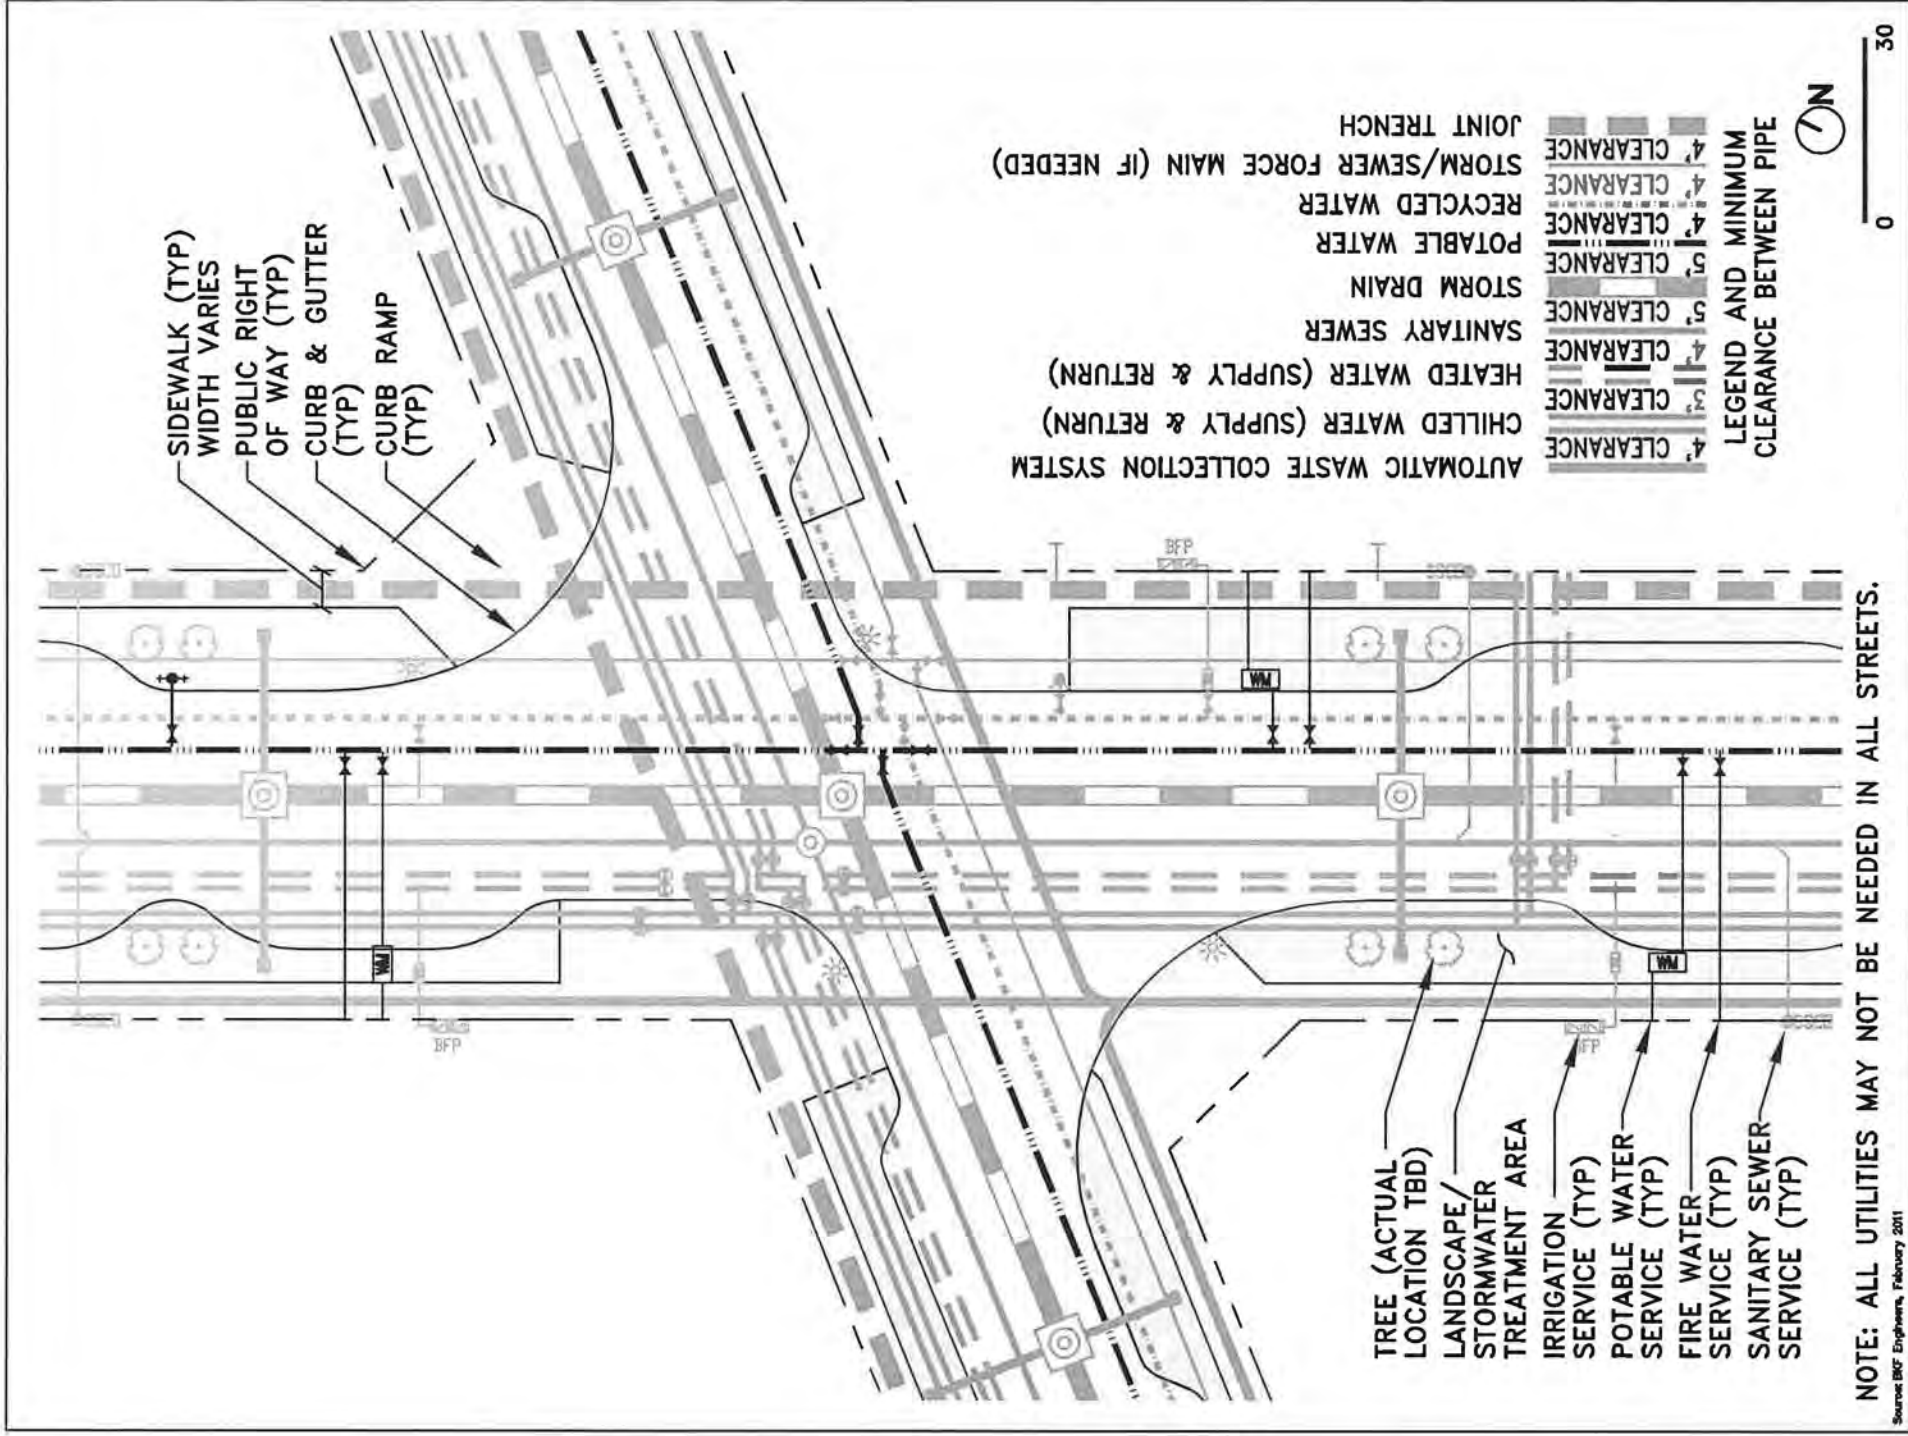 SIDEWALK (TYP)
WIDTH VARIES
PUBLIC RIGHT
OF WAY (TYP)
CURB & GUTTER
(TYP)
CURB RAMP
(TYP)
BFP
WM
WM
BFP
WM
TREE (ACTUAL
LOCATION TBD)
LANDSCAPE/
STORMWATER
TREATMENT AREA
IRRIGATION
SERVICE (TYP)
POTABLE WATER
SERVICE (TYP)
FIRE WATER
SERVICE (TYP)
SANITARY SEWER
SERVICE (TYP)
AUTOMATIC WASTE COLLECTION SYSTEM
4' CLEARANCE
CHILLED WATER (SUPPLY & RETURN)
3' CLEARANCE
HEATED WATER (SUPPLY & RETURN)
4' CLEARANCE
SANITARY SEWER
5' CLEARANCE
STORM DRAIN
5' CLEARANCE
POTABLE WATER
4' CLEARANCE
RECYCLED WATER
4' CLEARANCE
STORM/SEWER FORCE MAIN (IF NEEDED)
4' CLEARANCE
JOINT TRENCH
LEGEND AND MINIMUM
CLEARANCE BETWEEN PIPE
N
0 30
NOTE: ALL UTILITIES MAY NOT BE NEEDED IN ALL STREETS.
Source: BKF Engineers, February 2011